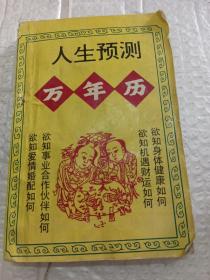 人生预测
万年历
欲知身体健康如何
欲知机遇财运如何
欲知事业合作伙伴如何
欲知爱情婚配如何